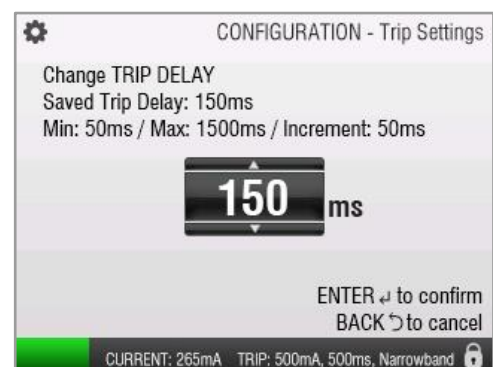 CONFIGURATION - Trip Settings
Change TRIP DELAY
Saved Trip Delay: 150ms
Min: 50ms / Max: 1500ms / Increment: 50ms
150 ms
ENTER ↵ to confirm
BACK ⮌ to cancel
CURRENT: 265mA TRIP: 500mA, 500ms, Narrowband